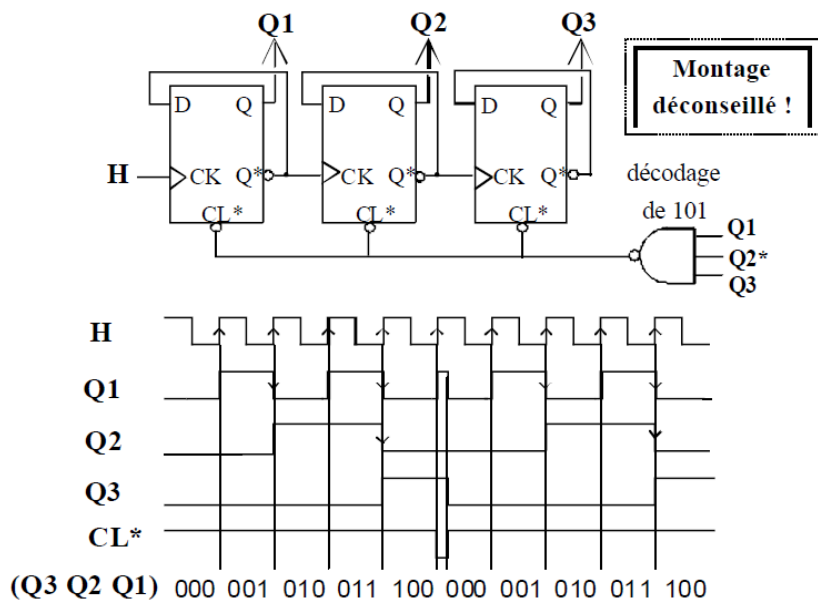 Q1 Q2 Q3
Montage
déconseillé !
D Q D Q D Q
H CK Q* CK Q* CK Q*
CL* CL* CL*
décodage
de 101
Q1
Q2*
Q3
H
Q1
Q2
Q3
CL*
(Q3 Q2 Q1) 000 001 010 011 100 000 001 010 011 100